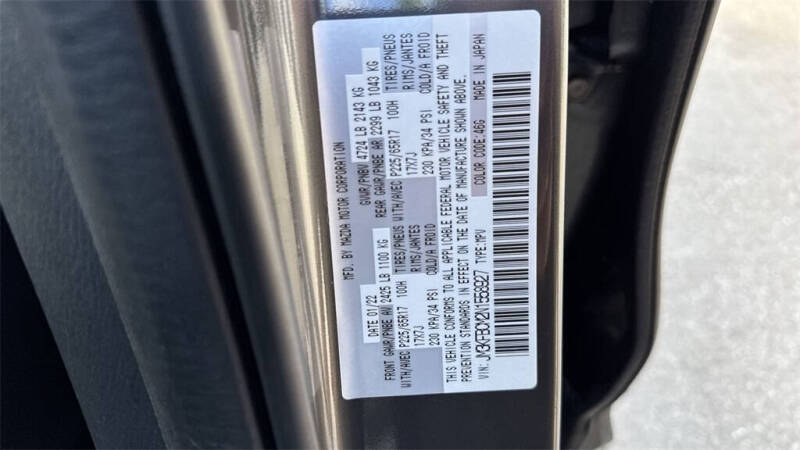 MFD. BY MAZDA MOTOR CORPORATION
DATE 01/22 GVWR/PNBV 4724 LB 2143 KG
FRONT GAWR/PNBE AV 2425 LB 1100 KG REAR GAWR/PNBE AR 2299 LB 1043 KG
WITH/AVEC P225/65R17 100H TIRES/PNEUS WITH/AVEC P225/65R17 100H TIRES/PNEUS
17X7J RIMS/JANTES 17X7J RIMS/JANTES
230 KPA/34 PSI COLD/A FROID 230 KPA/34 PSI COLD/A FROID
THIS VEHICLE CONFORMS TO ALL APPLICABLE FEDERAL MOTOR VEHICLE SAFETY AND THEFT
PREVENTION STANDARDS IN EFFECT ON THE DATE OF MANUFACTURE SHOWN ABOVE.
VIN: JM3KFBCM2N1558927 TYPE:MPV COLOR CODE:46G MADE IN JAPAN